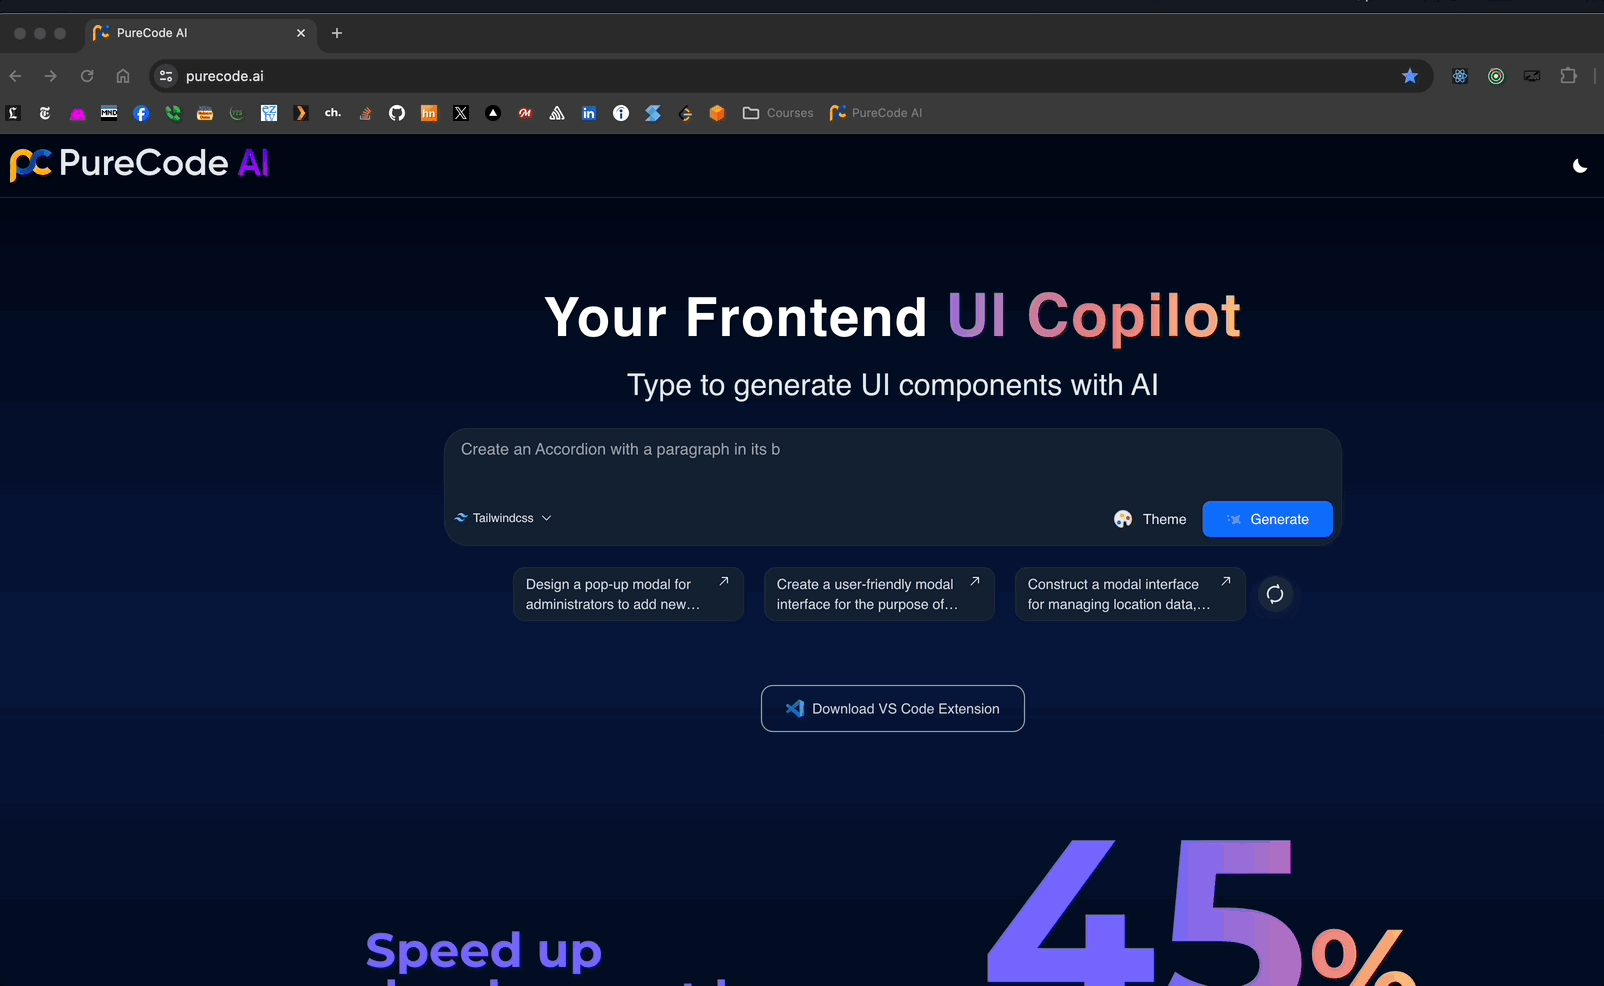 PureCode AI
purecode.ai
MND
ch.
hn
in
Courses
PureCode AI
PureCode AI
Your Frontend UI Copilot
Type to generate UI components with AI
Create an Accordion with a paragraph in its b
Tailwindcss
Theme
Generate
Design a pop-up modal for
administrators to add new...
Create a user-friendly modal
interface for the purpose of...
Construct a modal interface
for managing location data,...
Download VS Code Extension
45%
Speed up